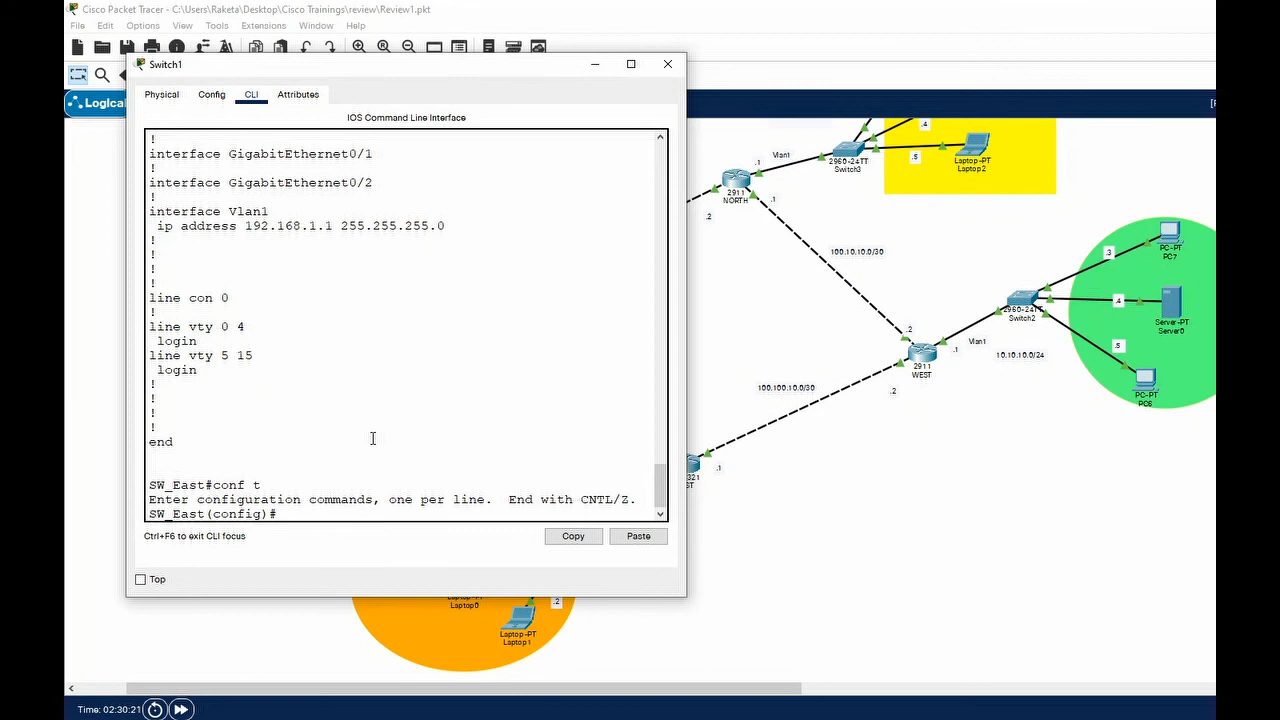 Cisco Packet Tracer - C:\Users\Raketa\Desktop\Cisco Trainings\review\Review1.pkt
File Edit Options View Tools Extensions Window Help
Switch1
Physical Config CLI Attributes
IOS Command Line Interface
!
interface GigabitEthernet0/1
!
interface GigabitEthernet0/2
!
interface Vlan1
ip address 192.168.1.1 255.255.255.0
!
!
!
!
line con 0
!
line vty 0 4
login
line vty 5 15
login
!
!
!
!
end
SW_East#conf t
Enter configuration commands, one per line. End with CNTL/Z.
SW_East(config)#
Ctrl+F6 to exit CLI focus
Copy
Paste
Top
Logical
.4
.5
2960-24TT
Switch3
Laptop-PT
Laptop2
Vlan1
.1
2911
NORTH
.2
.1
100.10.10.0/30
.3
PC-PT
PC7
.4
2960-24TT
Switch2
Server-PT
Server0
.2
Vlan1
.1
.5
10.10.10.0/24
2911
WEST
PC-PT
PC6
100.100.10.0/30
.2
.1
Laptop-PT
Laptop0
.2
Laptop-PT
Laptop1
Time: 02:30:21